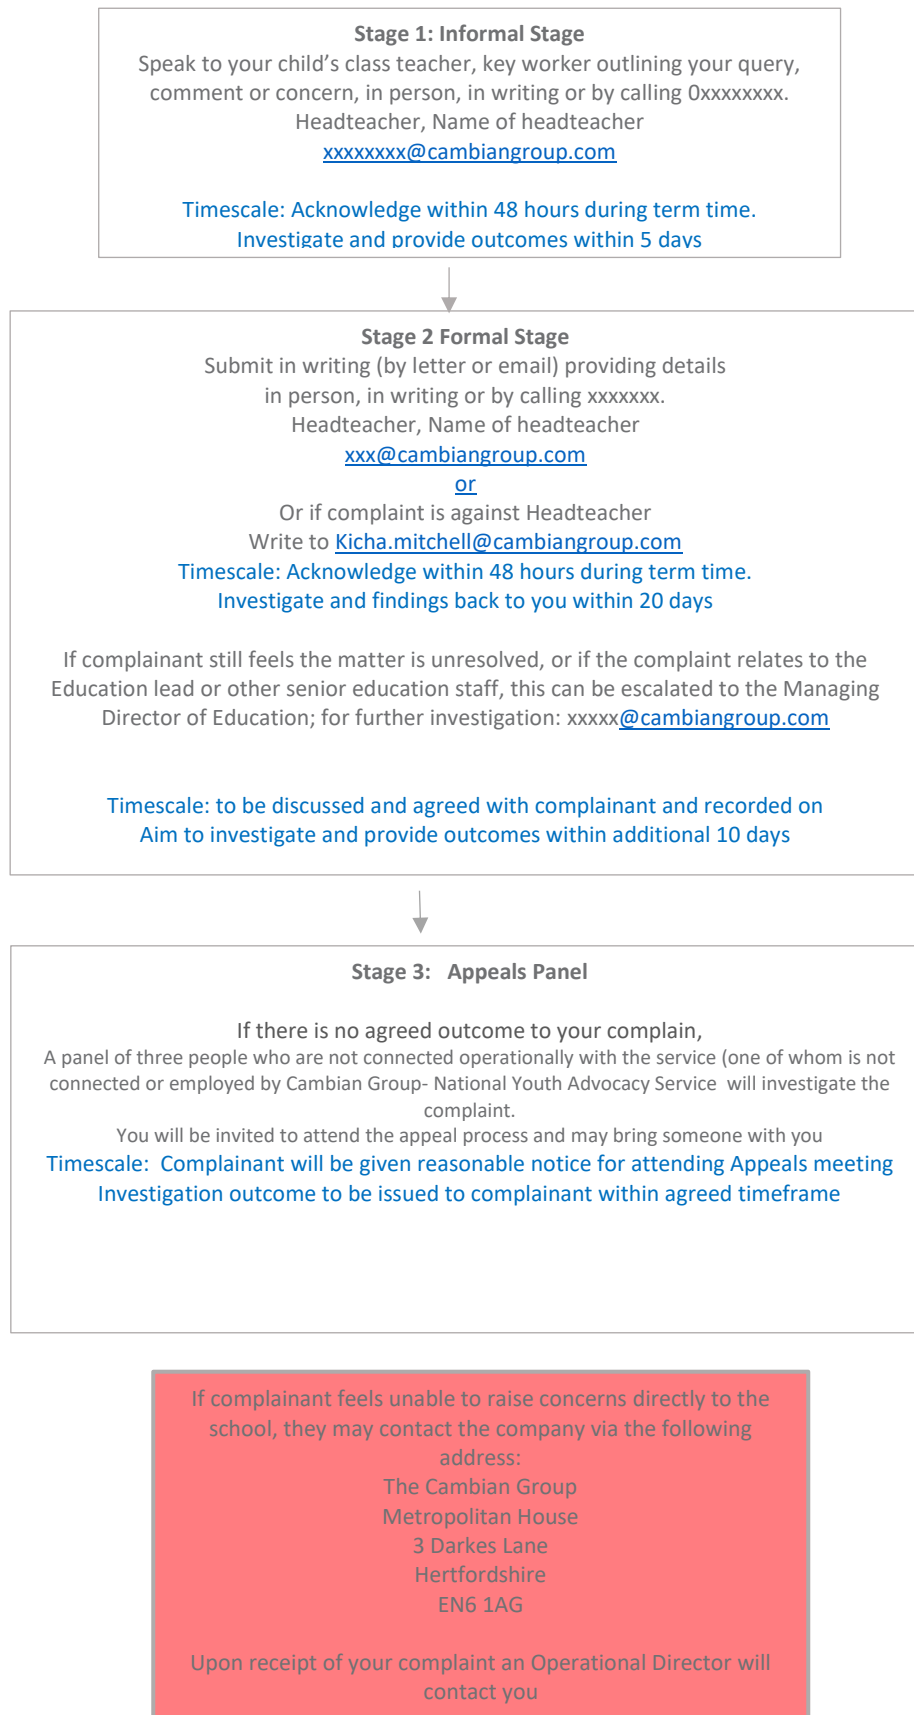 Stage 1: Informal Stage
Speak to your child's class teacher, key worker outlining your query,
comment or concern, in person, in writing or by calling 0xxxxxxxx.
Headteacher, Name of headteacher
xxxxxxxx@cambiangroup.com
Timescale: Acknowledge within 48 hours during term time.
Investigate and provide outcomes within 5 days
Stage 2 Formal Stage
Submit in writing (by letter or email) providing details
in person, in writing or by calling xxxxxxx.
Headteacher, Name of headteacher
xxx@cambiangroup.com
or
Or if complaint is against Headteacher
Write to Kicha.mitchell@cambiangroup.com
Timescale: Acknowledge within 48 hours during term time.
Investigate and findings back to you within 20 days
If complainant still feels the matter is unresolved, or if the complaint relates to the
Education lead or other senior education staff, this can be escalated to the Managing
Director of Education; for further investigation: xxxxx@cambiangroup.com
Timescale: to be discussed and agreed with complainant and recorded on
Aim to investigate and provide outcomes within additional 10 days
Stage 3: Appeals Panel
If there is no agreed outcome to your complain,
A panel of three people who are not connected operationally with the service (one of whom is not
connected or employed by Cambian Group- National Youth Advocacy Service will investigate the
complaint.
You will be invited to attend the appeal process and may bring someone with you
Timescale: Complainant will be given reasonable notice for attending Appeals meeting
Investigation outcome to be issued to complainant within agreed timeframe
If complainant feels unable to raise concerns directly to the
school, they may contact the company via the following
address:
The Cambian Group
Metropolitan House
3 Darkes Lane
Hertfordshire
EN6 1AG
Upon receipt of your complaint an Operational Director will
contact you